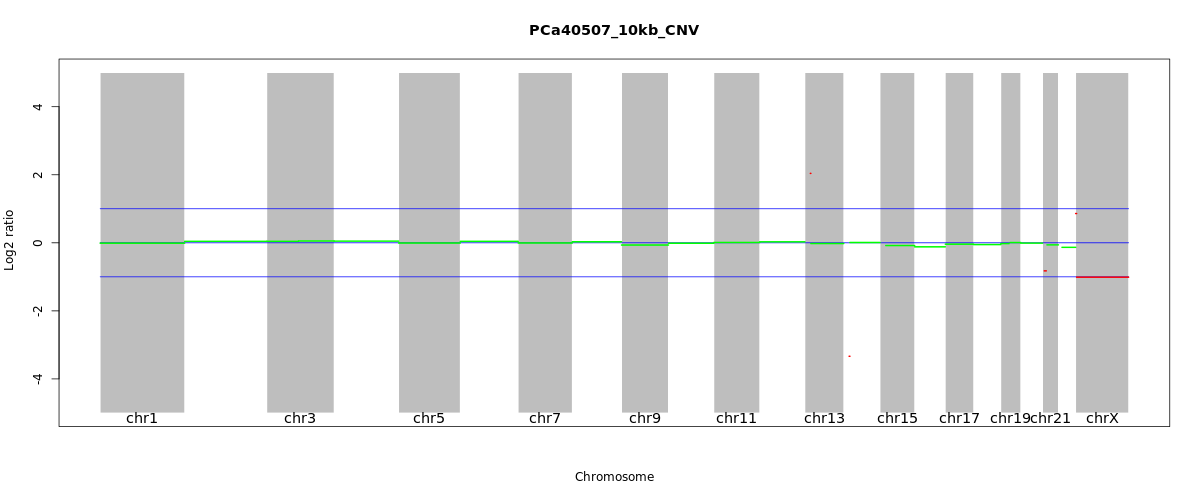 PCa40507_10kb_CNV
Log2 ratio
4
2
0
-2
-4
chr1 chr3 chr5 chr7 chr9 chr11 chr13 chr15 chr17 chr19 chr21 chrX
Chromosome